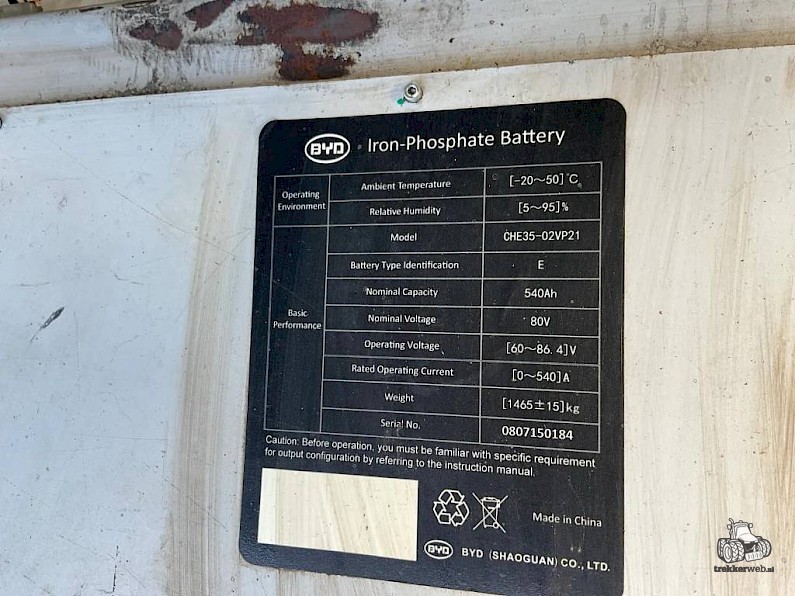 BYD Iron-Phosphate Battery
Operating Environment
Ambient Temperature [-20～50]℃
Relative Humidity [5～95]%
Basic Performance
Model CHE35-02VP21
Battery Type Identification E
Nominal Capacity 540Ah
Nominal Voltage 80V
Operating Voltage [60～86.4]V
Rated Operating Current [0～540]A
Weight [1465±15]kg
Serial No. 0807150184
Caution: Before operation, you must be familiar with specific requirement
for output configuration by referring to the instruction manual.
Made in China
BYD BYD (SHAOGUAN) CO., LTD.
trekkerweb.nl